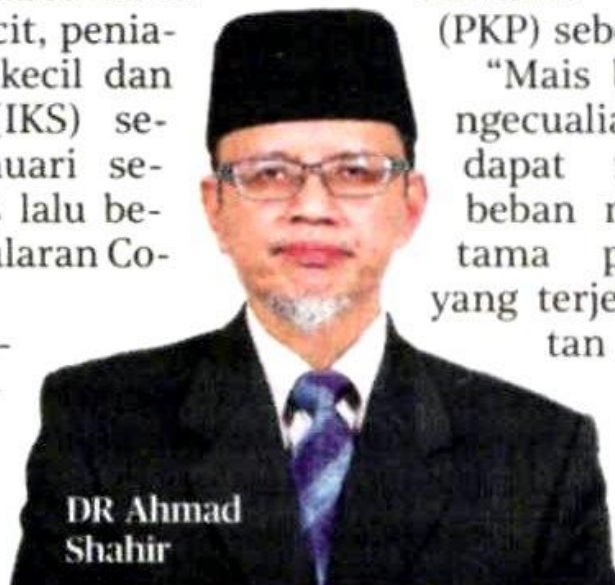 cit, penia-
kecil dan
(IKS) se-
nuari se-
lalu be-
laran Co-
-
(PKP) seb
"Mais
ngecualia
dapat
beban
tama p
yang terje
tan
DR Ahmad
Shahir